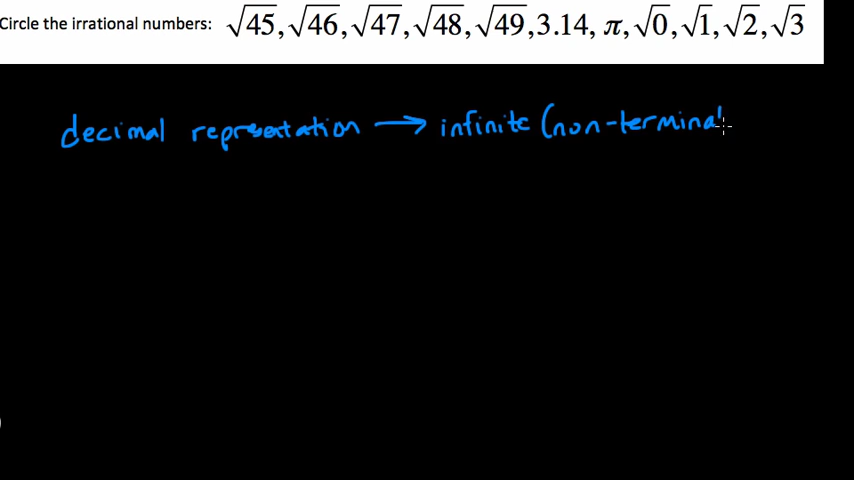 Circle the irrational numbers: √45, √46, √47, √48, √49, 3.14, π, √0, √1, √2, √3
decimal represtation → infinite (non-terminat